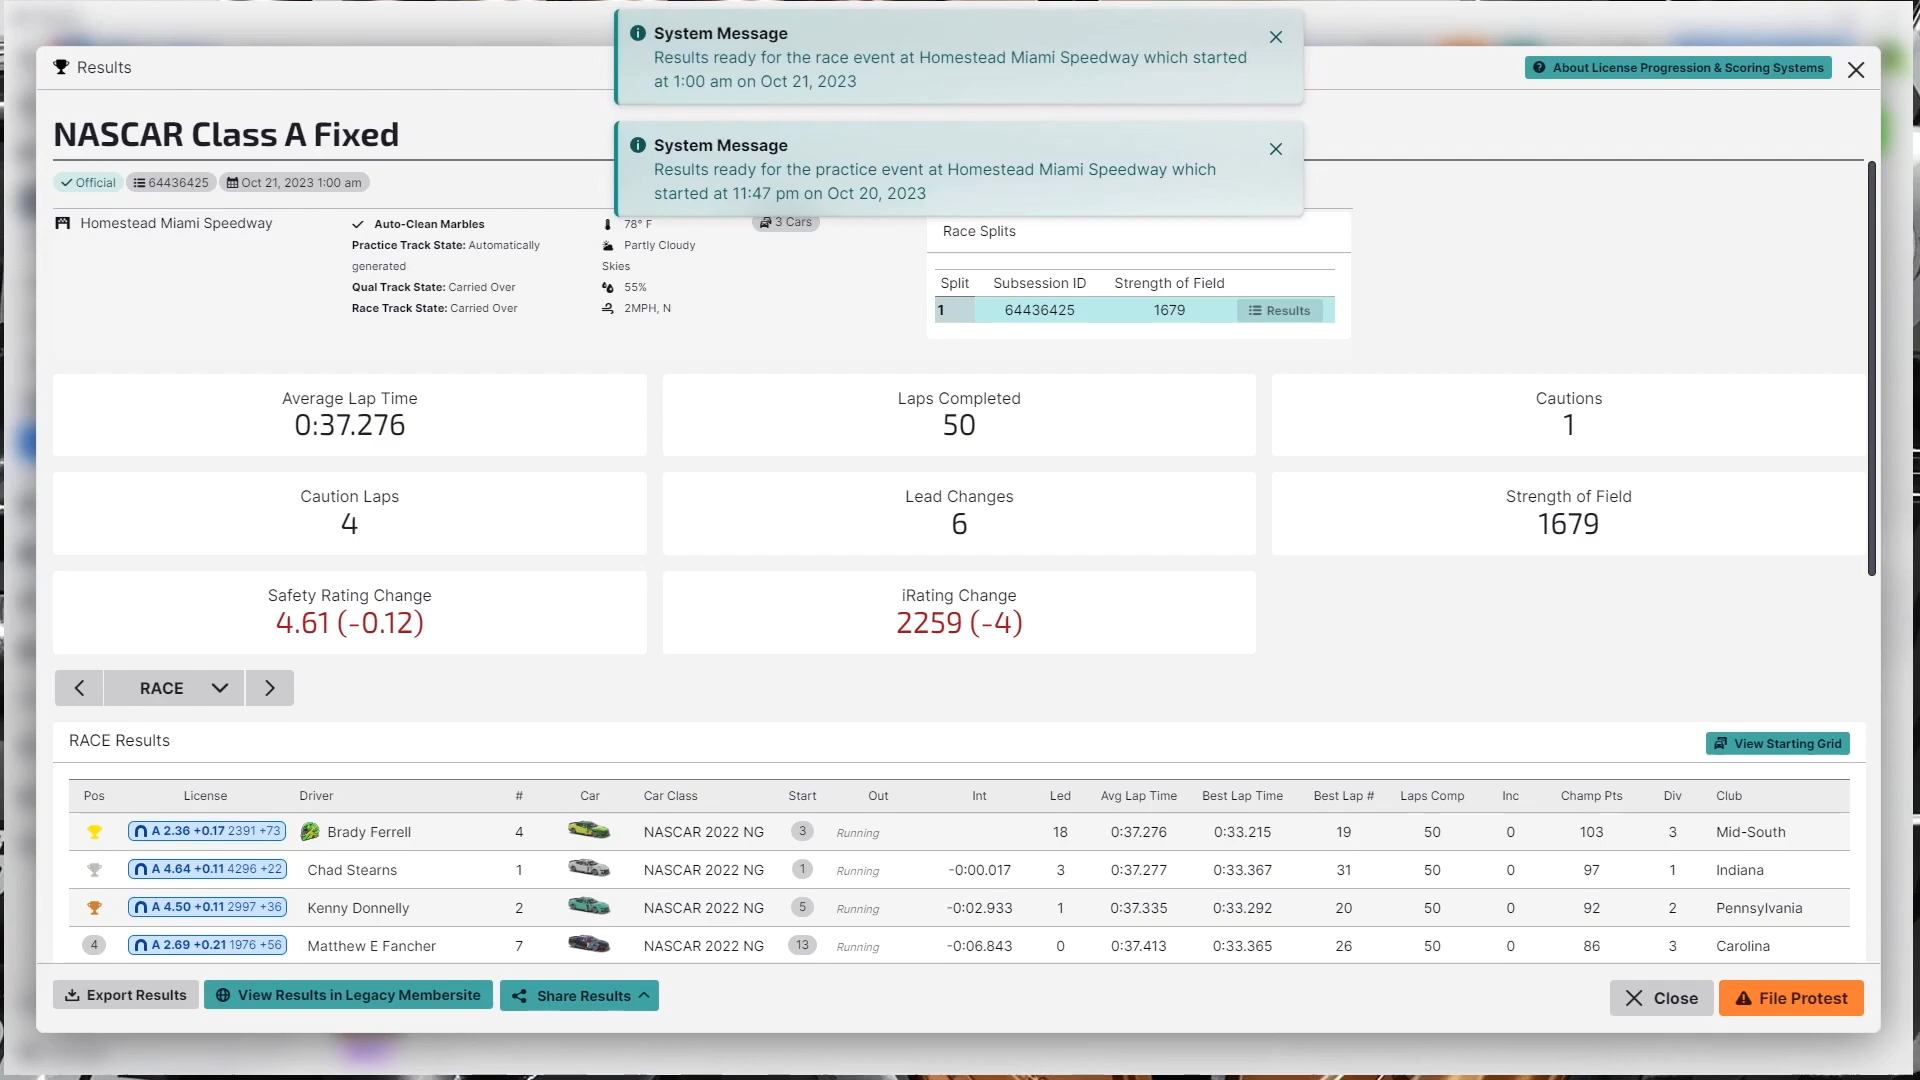 System Message
Results ready for the race event at Homestead Miami Speedway which started
at 1:00 am on Oct 21, 2023
System Message
Results ready for the practice event at Homestead Miami Speedway which
started at 11:47 pm on Oct 20, 2023
Results
About License Progression & Scoring Systems
NASCAR Class A Fixed
Official 64436425 Oct 21, 2023 1:00 am
Homestead Miami Speedway
Auto-Clean Marbles
Practice Track State: Automatically
generated
Qual Track State: Carried Over
Race Track State: Carried Over
78° F
Partly Cloudy
Skies
55%
2MPH, N
3 Cars
Race Splits
Split Subsession ID Strength of Field
1 64436425 1679 Results
Average Lap Time
0:37.276
Laps Completed
50
Cautions
1
Caution Laps
4
Lead Changes
6
Strength of Field
1679
Safety Rating Change
4.61 (-0.12)
iRating Change
2259 (-4)
RACE
RACE Results
View Starting Grid
Pos License Driver # Car Car Class Start Out Int Led Avg Lap Time Best Lap Time Best Lap # Laps Comp Inc Champ Pts Div Club
A 2.36 +0.17 2391 +73 Brady Ferrell 4 NASCAR 2022 NG 3 Running 18 0:37.276 0:33.215 19 50 0 103 3 Mid-South
A 4.64 +0.11 4296 +22 Chad Stearns 1 NASCAR 2022 NG 1 Running -0:00.017 3 0:37.277 0:33.367 31 50 0 97 1 Indiana
A 4.50 +0.11 2997 +36 Kenny Donnelly 2 NASCAR 2022 NG 5 Running -0:02.933 1 0:37.335 0:33.292 20 50 0 92 2 Pennsylvania
4 A 2.69 +0.21 1976 +56 Matthew E Fancher 7 NASCAR 2022 NG 13 Running -0:06.843 0 0:37.413 0:33.365 26 50 0 86 3 Carolina
Export Results View Results in Legacy Membersite Share Results Close File Protest